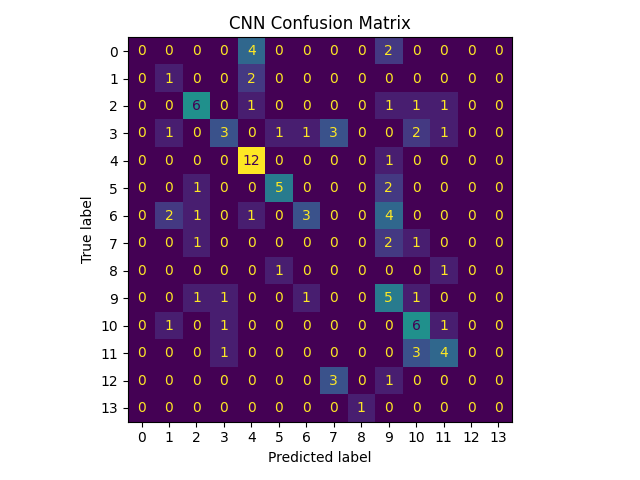 CNN Confusion Matrix
0 0 0 0 0 4 0 0 0 0 2 0 0 0 0
1 0 1 0 0 2 0 0 0 0 0 0 0 0 0
2 0 0 6 0 1 0 0 0 0 1 1 1 0 0
3 0 1 0 3 0 1 1 3 0 0 2 1 0 0
4 0 0 0 0 12 0 0 0 0 1 0 0 0 0
5 0 0 1 0 0 5 0 0 0 2 0 0 0 0
6 0 2 1 0 1 0 3 0 0 4 0 0 0 0
7 0 0 1 0 0 0 0 0 0 2 1 0 0 0
8 0 0 0 0 0 1 0 0 0 0 0 1 0 0
9 0 0 1 1 0 0 1 0 0 5 1 0 0 0
10 0 1 0 1 0 0 0 0 0 0 6 1 0 0
11 0 0 0 1 0 0 0 0 0 0 3 4 0 0
12 0 0 0 0 0 0 0 3 0 1 0 0 0 0
13 0 0 0 0 0 0 0 0 1 0 0 0 0 0
0 1 2 3 4 5 6 7 8 9 10 11 12 13
Predicted label
True label